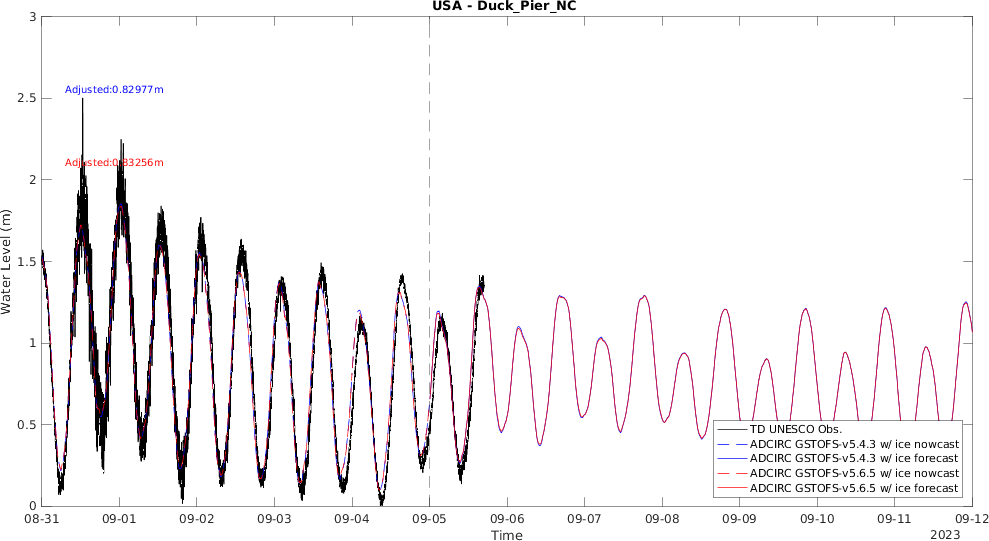 USA - Duck_Pier_NC
3
2.5
2
1.5
1
0.5
0
Water Level (m)
Adjusted:0.82977m
Adjusted:0.83256m
TD UNESCO Obs.
ADCIRC GSTOFS-v5.4.3 w/ ice nowcast
ADCIRC GSTOFS-v5.4.3 w/ ice forecast
ADCIRC GSTOFS-v5.6.5 w/ ice nowcast
ADCIRC GSTOFS-v5.6.5 w/ ice forecast
08-31 09-01 09-02 09-03 09-04 09-05 09-06 09-07 09-08 09-09 09-10 09-11 09-12
Time
2023